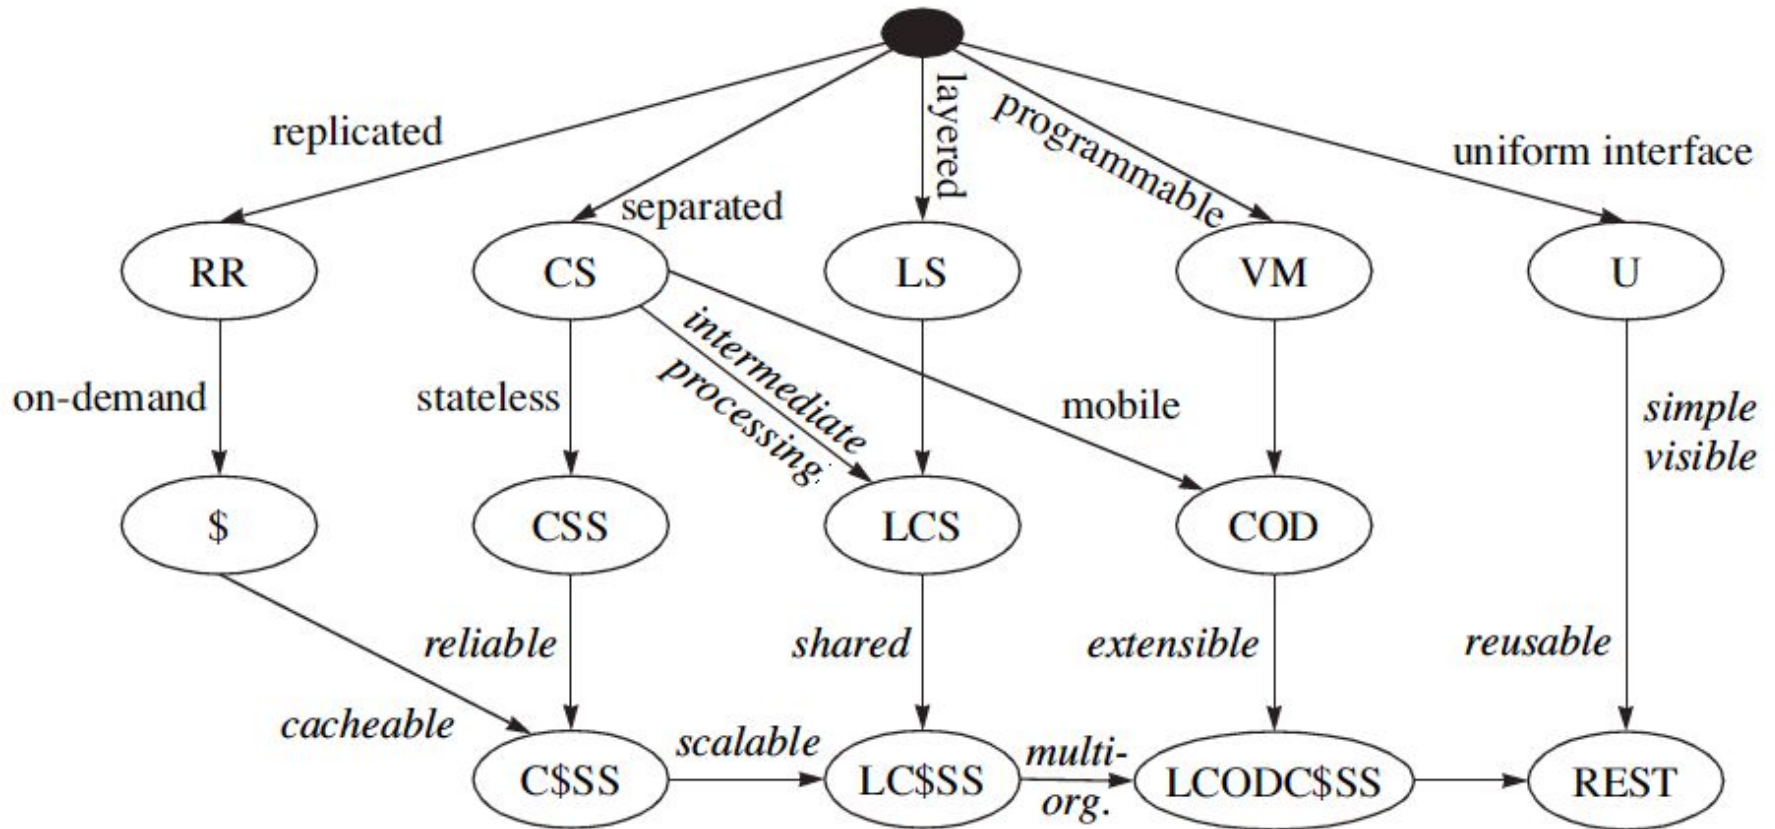 layered
programmable
replicated
uniform interface
separated
RR
CS
LS
VM
U
intermediate
processing
on-demand
stateless
mobile
simple
visible
$
CSS
LCS
COD
reliable
shared
extensible
reusable
cacheable
scalable
multi-
org.
C$SS
LC$SS
LCODC$SS
REST